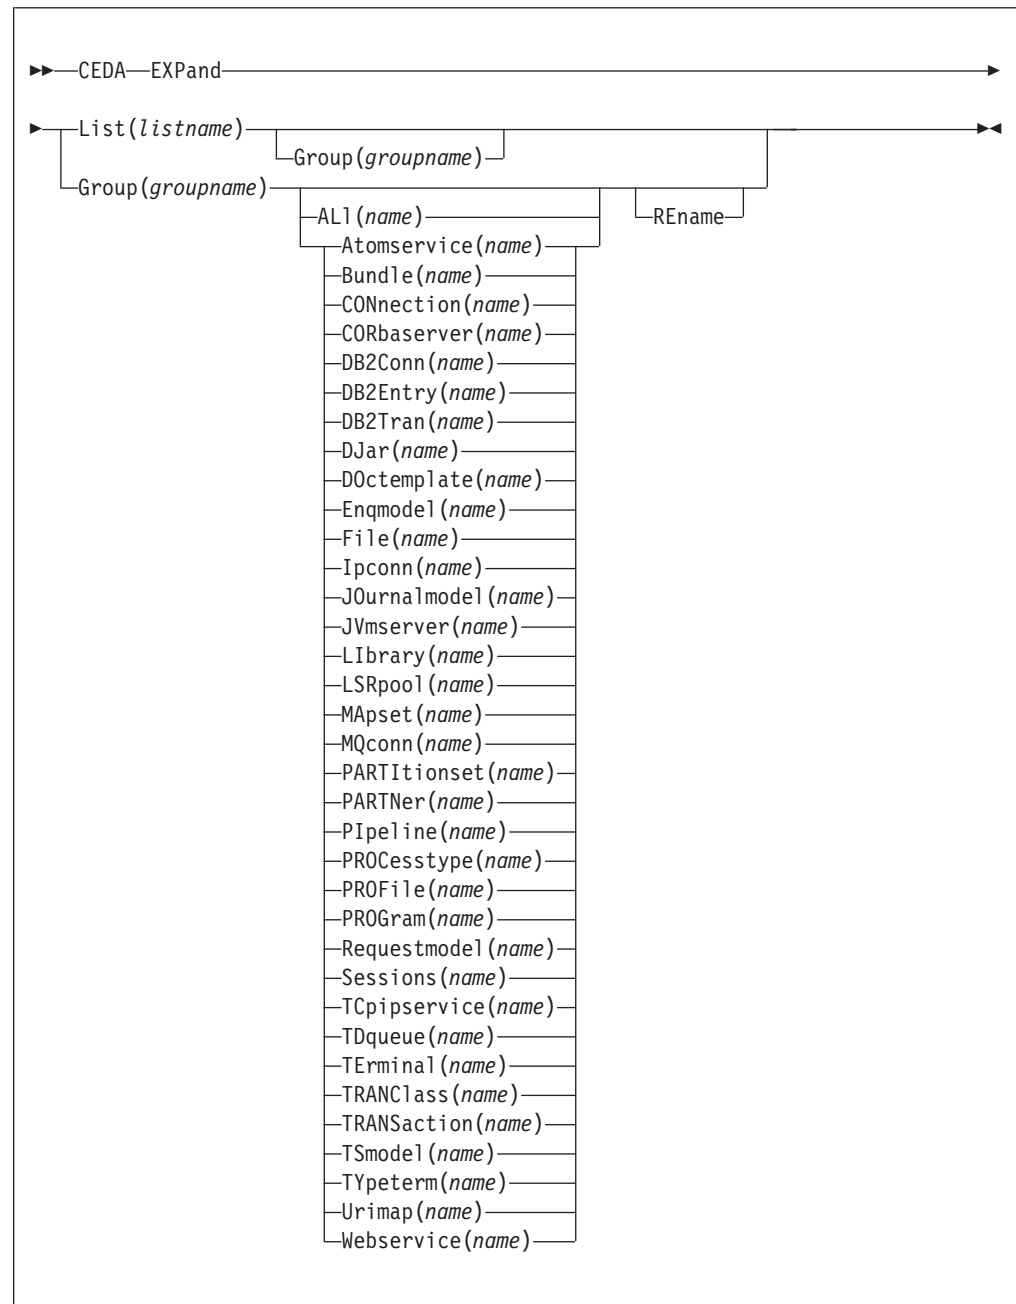 CEDA EXPand
List(listname)
Group(groupname)
Group(groupname)
ALl(name) REname
Atomservice(name)
Bundle(name)
CONnection(name)
CORbaserver(name)
DB2Conn(name)
DB2Entry(name)
DB2Tran(name)
DJar(name)
DOctemplate(name)
Enqmodel(name)
File(name)
Ipconn(name)
JOurnalmodel(name)
JVmserver(name)
LIbrary(name)
LSRpool(name)
MApset(name)
MQconn(name)
PARTItionset(name)
PARTNer(name)
PIpeline(name)
PROCesstype(name)
PROFile(name)
PROGram(name)
Requestmodel(name)
Sessions(name)
TCpipservice(name)
TDqueue(name)
TErminal(name)
TRANClass(name)
TRANSaction(name)
TSmodel(name)
TYpeterm(name)
Urimap(name)
Webservice(name)